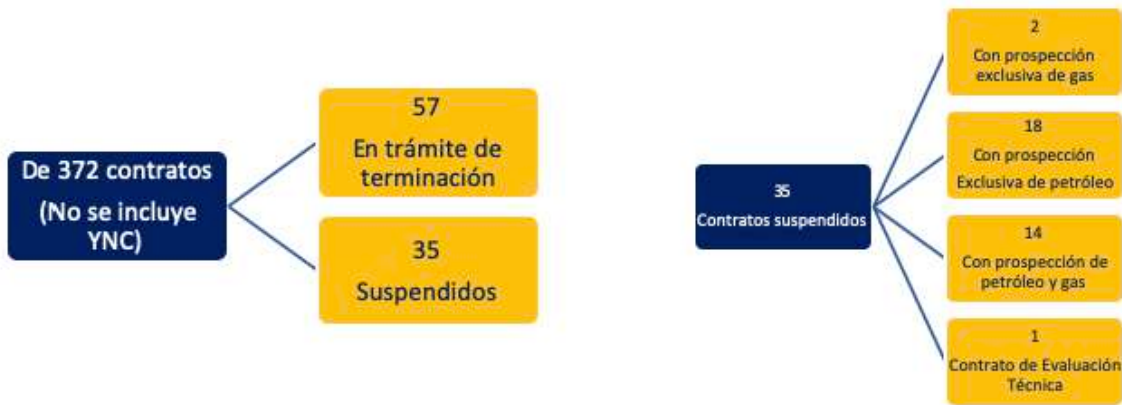 De 372 contratos
(No se incluye
YNC)
57
En trámite de
terminación
35
Suspendidos
35
Contratos suspendidos
2
Con prospección
exclusiva de gas
18
Con prospección
Exclusiva de petróleo
14
Con prospección de
petróleo y gas
1
Contrato de Evaluación
Técnica